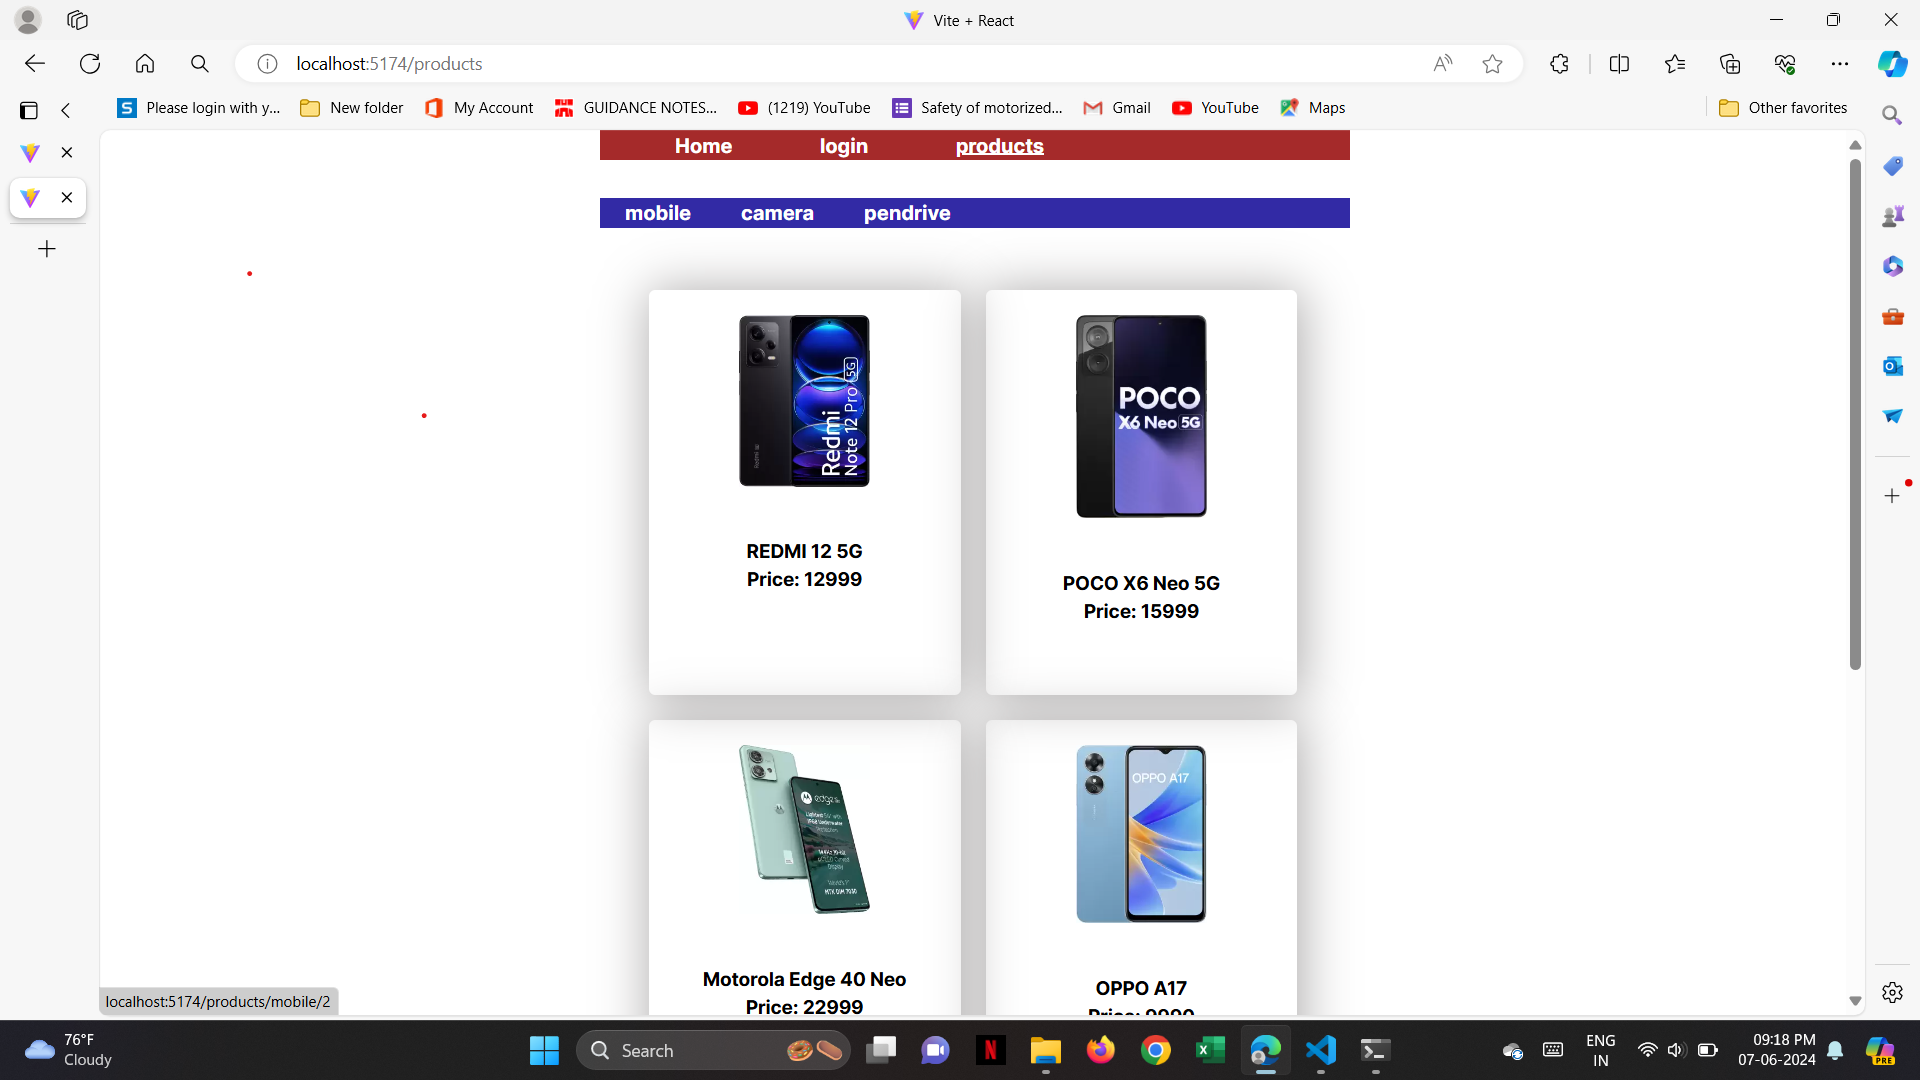 Vite + React
localhost:5174/products
Please login with y...
New folder
My Account
GUIDANCE NOTES...
(1219) YouTube
Safety of motorized...
Gmail
YouTube
Maps
Other favorites
Home login products
mobile camera pendrive
Redmi
Note 12 Pro 5G
POCO
X6 Neo 5G
REDMI 12 5G
Price: 12999
POCO X6 Neo 5G
Price: 15999
edge
OPPO A17
Motorola Edge 40 Neo
Price: 22999
OPPO A17
localhost:5174/products/mobile/2
76°F
Cloudy
Search
ENG
IN
09:18 PM
07-06-2024
PRE